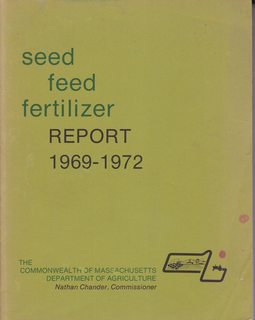 seed
feed
fertilizer
REPORT
1969-1972
THE
COMMONWEALTH OF MASSACHUSETTS
DEPARTMENT OF AGRICULTURE
Nathan Chandler, Commissioner